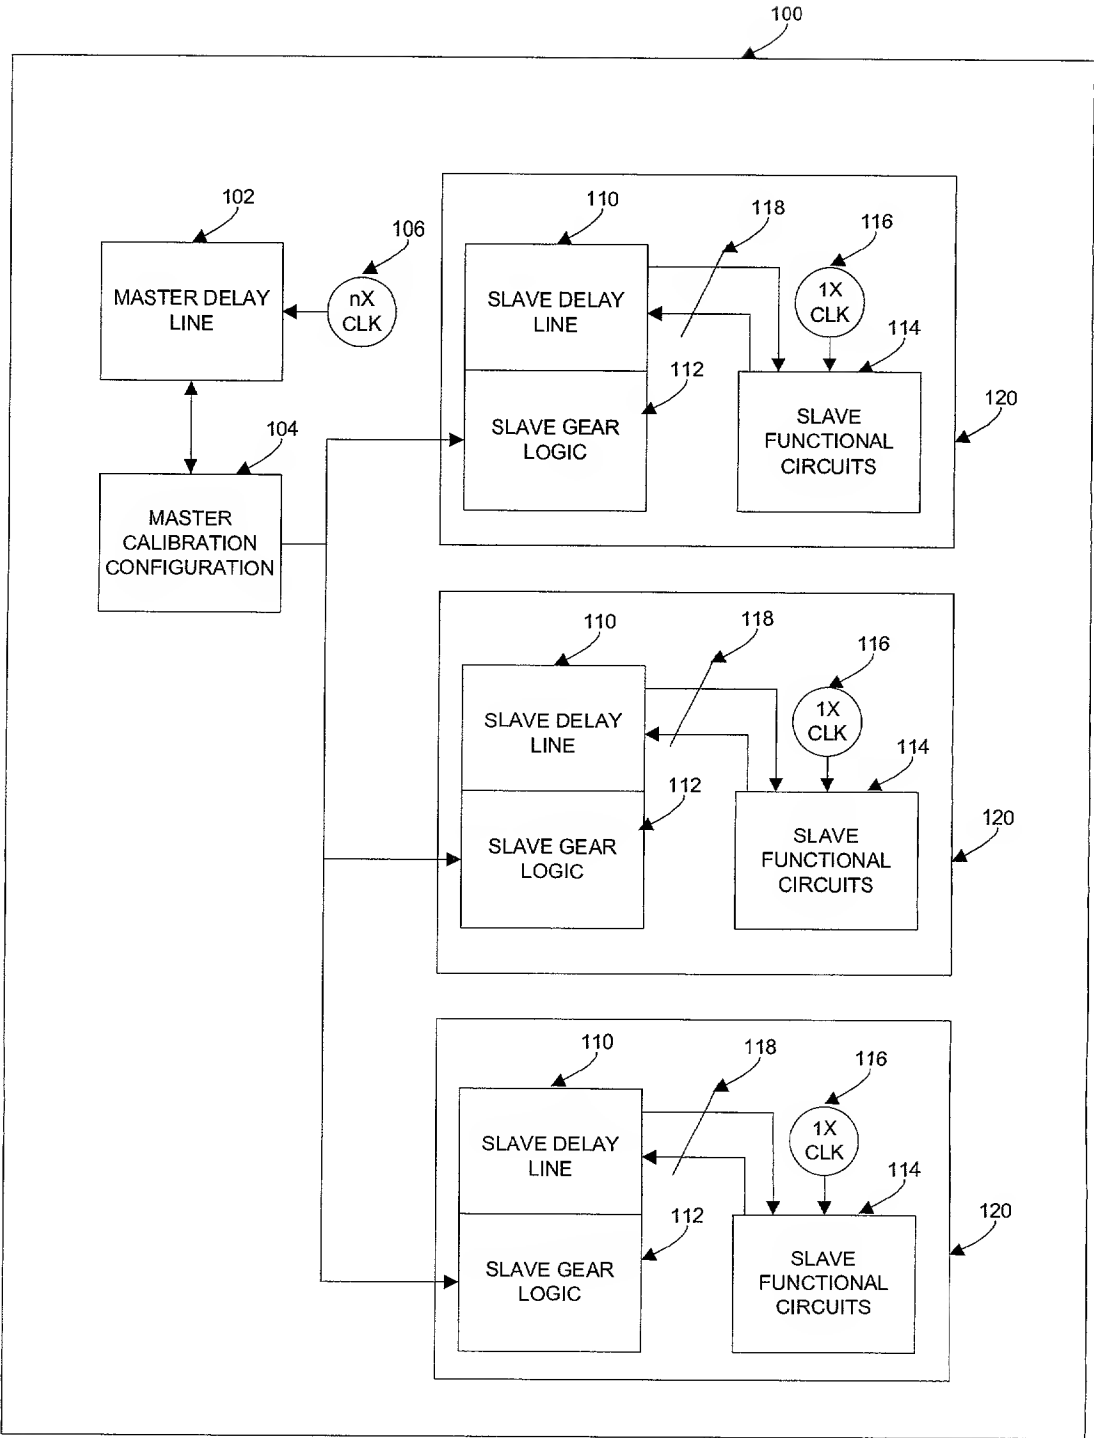 100
102
MASTER DELAY
LINE
106
nX
CLK
104
MASTER
CALIBRATION
CONFIGURATION
110
118
116
SLAVE DELAY
LINE
1X
CLK
114
112
SLAVE GEAR
LOGIC
SLAVE
FUNCTIONAL
CIRCUITS
120
110
118
116
SLAVE DELAY
LINE
1X
CLK
114
112
SLAVE GEAR
LOGIC
SLAVE
FUNCTIONAL
CIRCUITS
120
110
118
116
SLAVE DELAY
LINE
1X
CLK
114
112
SLAVE GEAR
LOGIC
SLAVE
FUNCTIONAL
CIRCUITS
120